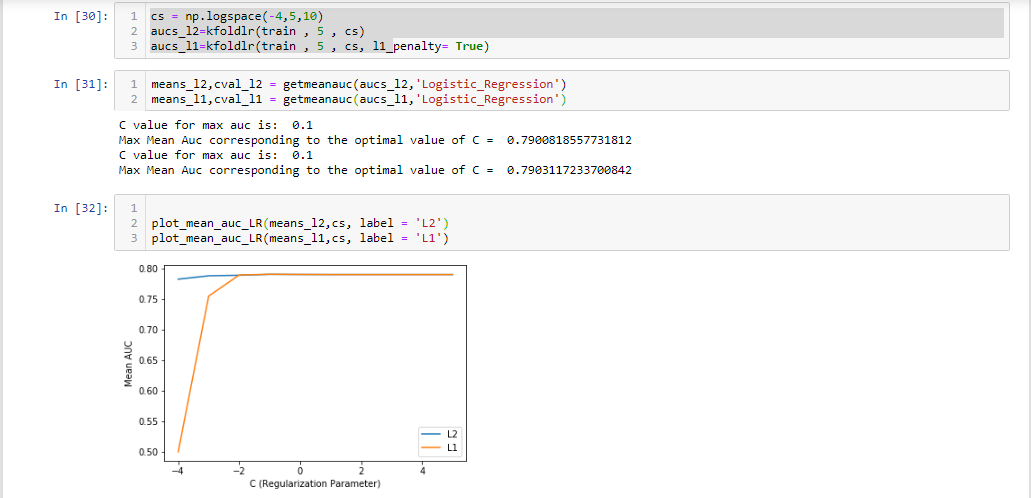 In [30]:
1 cs = np.logspace(-4,5,10)
2 aucs_l2=kfoldlr(train , 5 , cs)
3 aucs_l1=kfoldlr(train , 5 , cs, l1_penalty= True)
In [31]:
1 means_l2,cval_l2 = getmeanauc(aucs_l2,'Logistic_Regression')
2 means_l1,cval_l1 = getmeanauc(aucs_l1,'Logistic_Regression')
C value for max auc is:  0.1
Max Mean Auc corresponding to the optimal value of C =  0.7900818557731812
C value for max auc is:  0.1
Max Mean Auc corresponding to the optimal value of C =  0.7903117233700842
In [32]:
1
2 plot_mean_auc_LR(means_l2,cs, label = 'L2')
3 plot_mean_auc_LR(means_l1,cs, label = 'L1')
0.80
0.75
0.70
0.65
0.60
0.55
0.50
Mean AUC
L2
L1
−4 −2 0 2 4
C (Regularization Parameter)